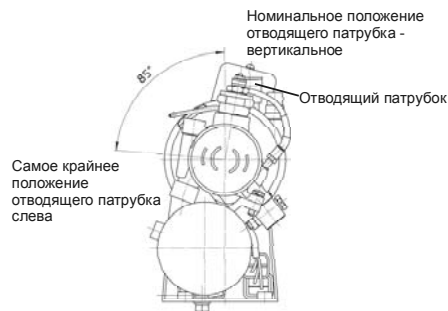 Номинальное положение
отводящего патрубка -
вертикальное
85°
Отводящий патрубок
Самое крайнее
положение
отводящего патрубка
слева